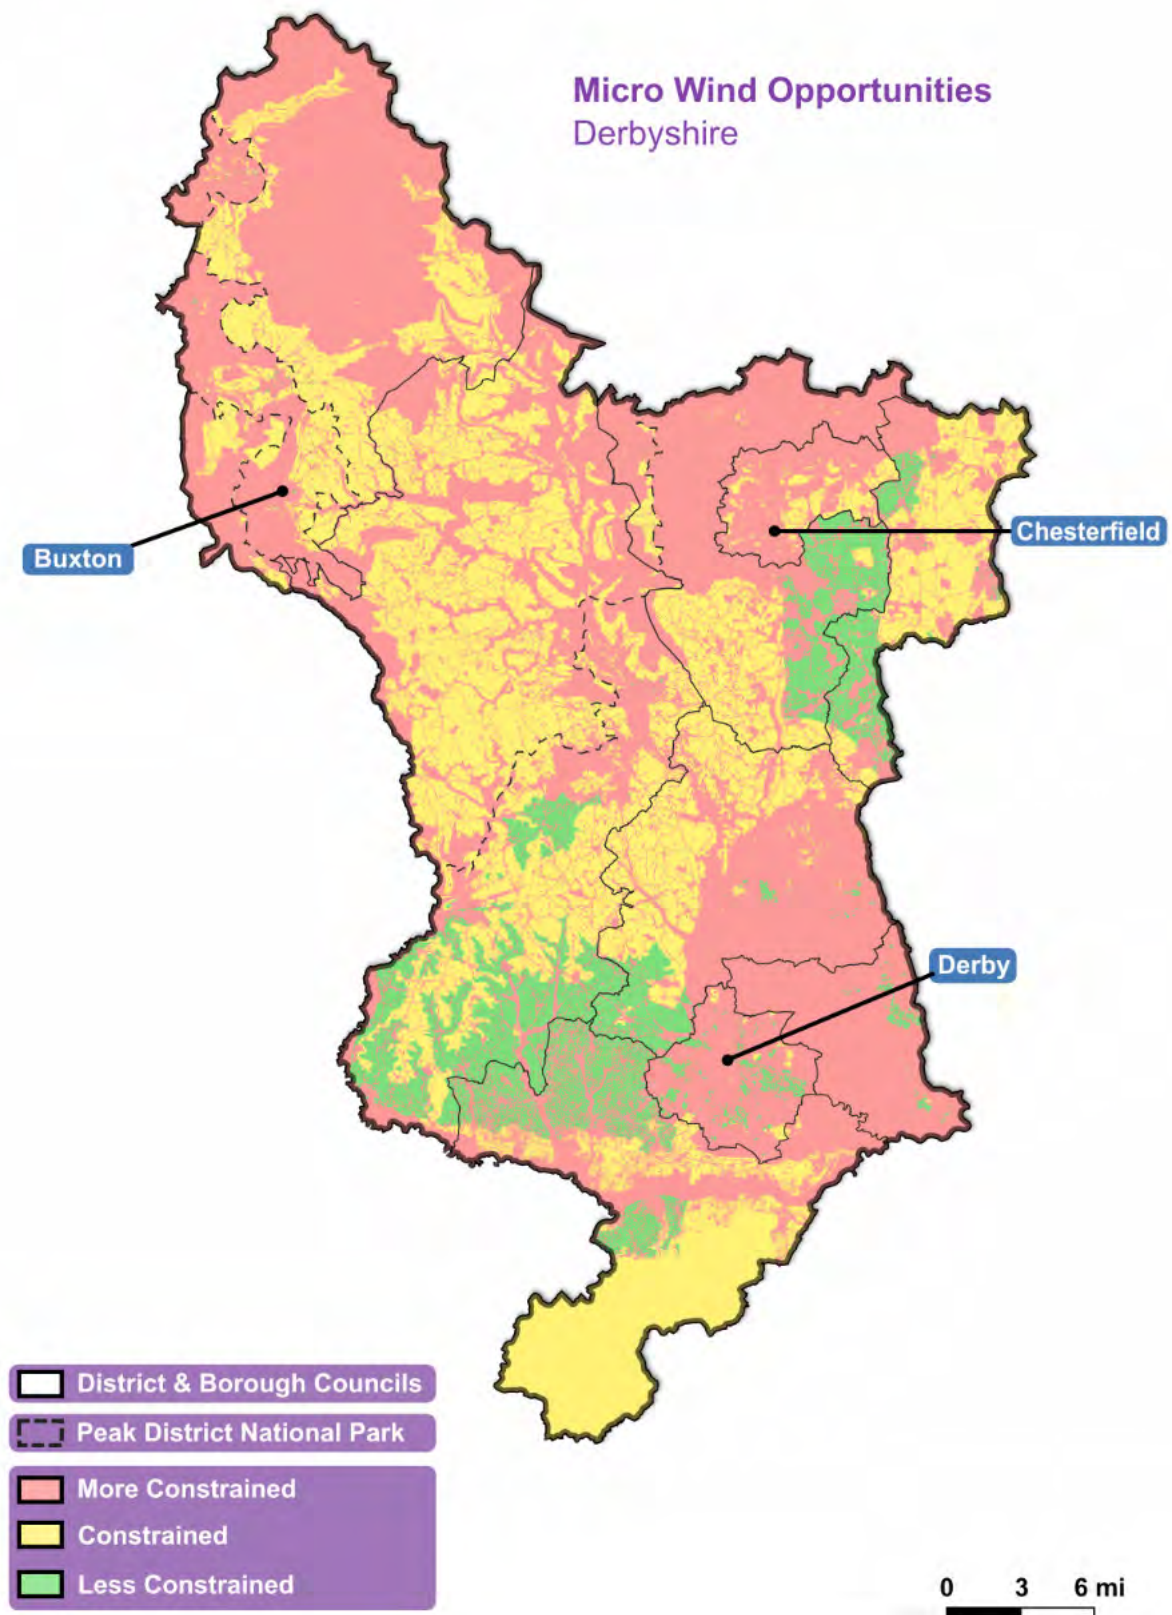 Micro Wind Opportunities
Derbyshire
Buxton
Chesterfield
Derby
District & Borough Councils
Peak District National Park
More Constrained
Constrained
Less Constrained
0 3 6 mi